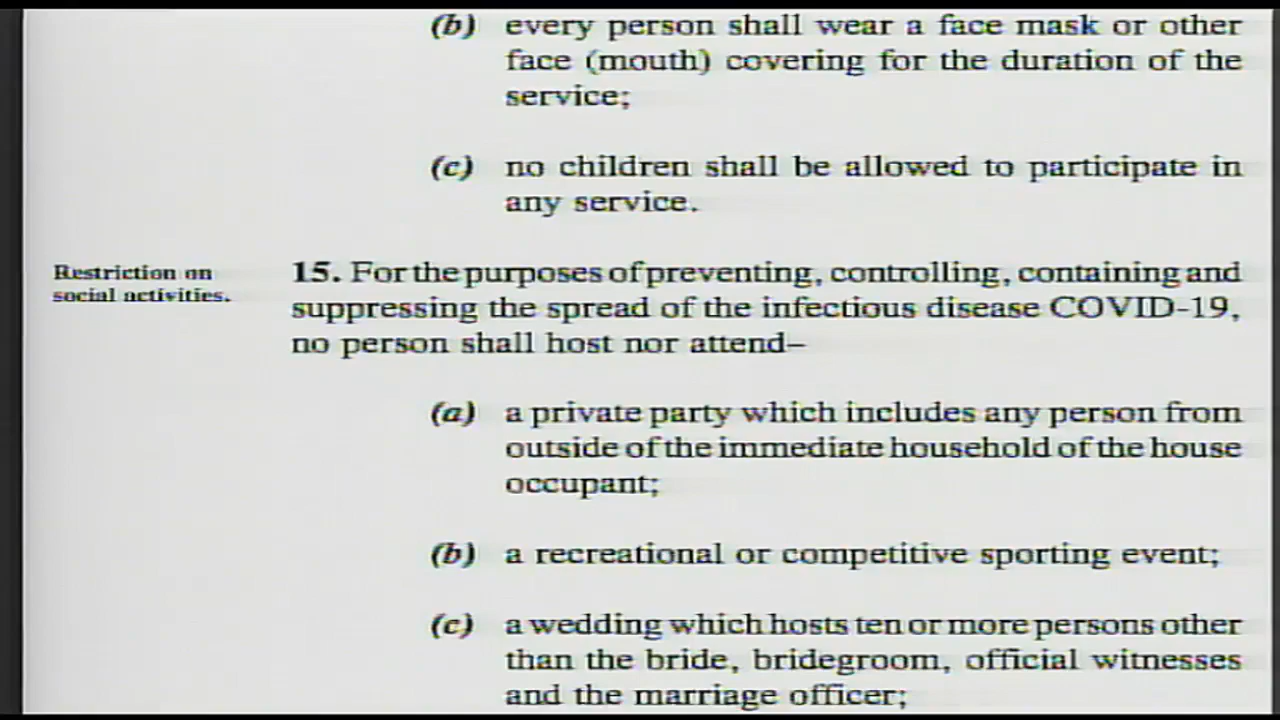 (b) every person shall wear a face mask or other
face (mouth) covering for the duration of the
service;
(c) no children shall be allowed to participate in
any service.
Restriction on
social activities.
15. For the purposes of preventing, controlling, containing and
suppressing the spread of the infectious disease COVID-19,
no person shall host nor attend–
(a) a private party which includes any person from
outside of the immediate household of the house
occupant;
(b) a recreational or competitive sporting event;
(c) a wedding which hosts ten or more persons other
than the bride, bridegroom, official witnesses
and the marriage officer;